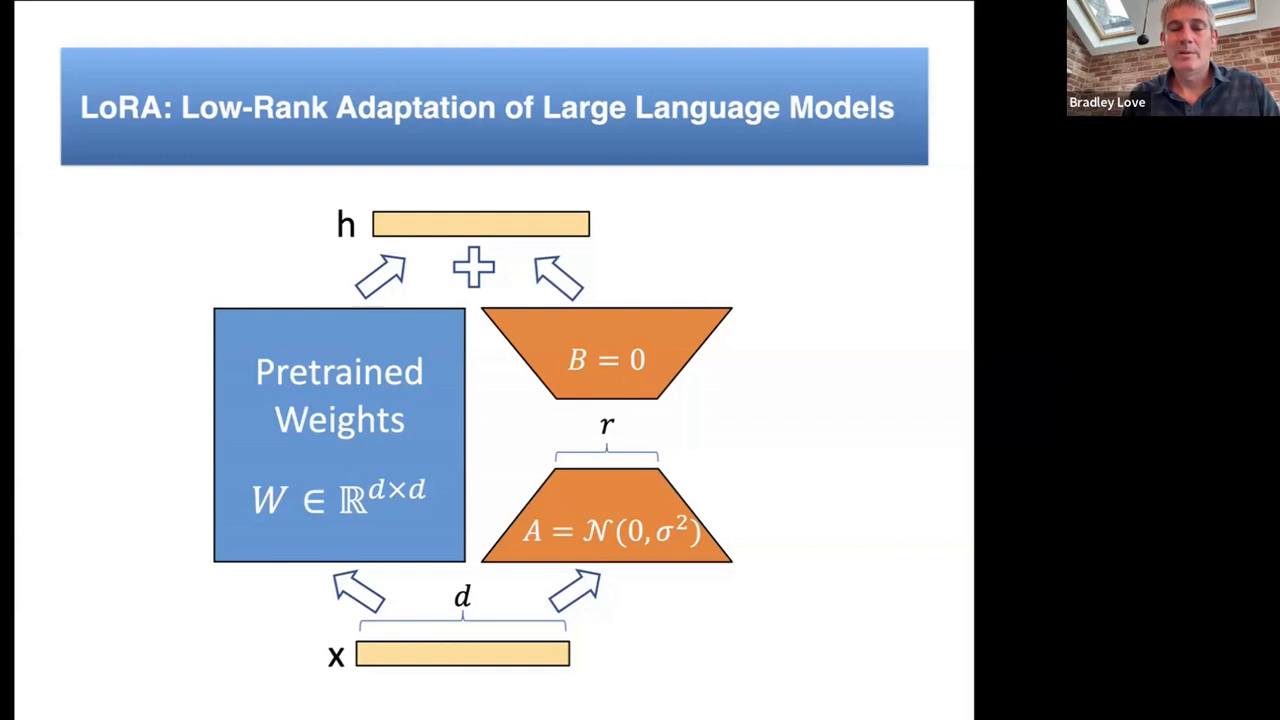 LoRA: Low-Rank Adaptation of Large Language Models
Bradley Love
h
Pretrained
Weights
W ∈ ℝ^{d×d}
B = 0
r
A = 𝒩(0, σ²)
d
x